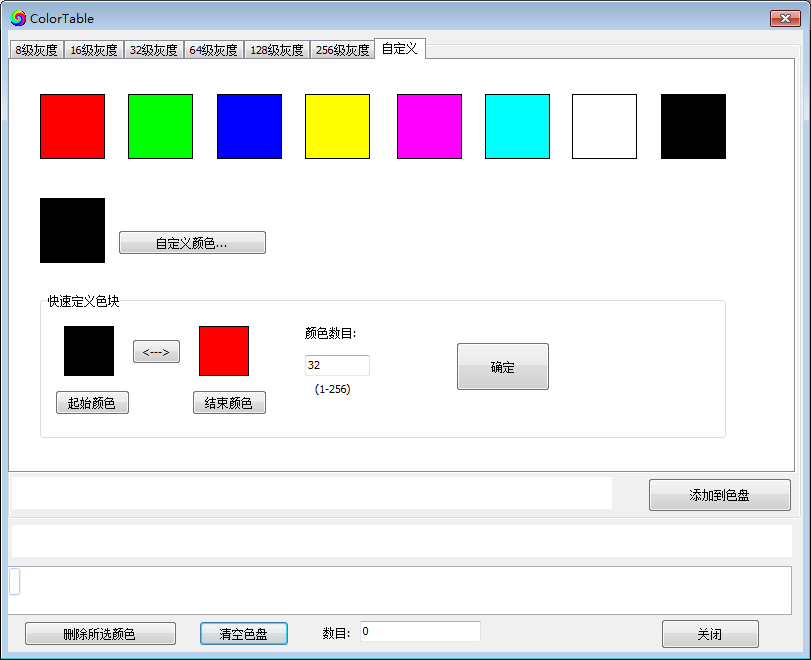 ColorTable
8级灰度 16级灰度 32级灰度 64级灰度 128级灰度 256级灰度 自定义
自定义颜色...
快速定义色块
<---> 
颜色数目:
32
(1-256)
确定
起始颜色 结束颜色
添加到色盘
删除所选颜色 清空色盘 数目: 0 关闭